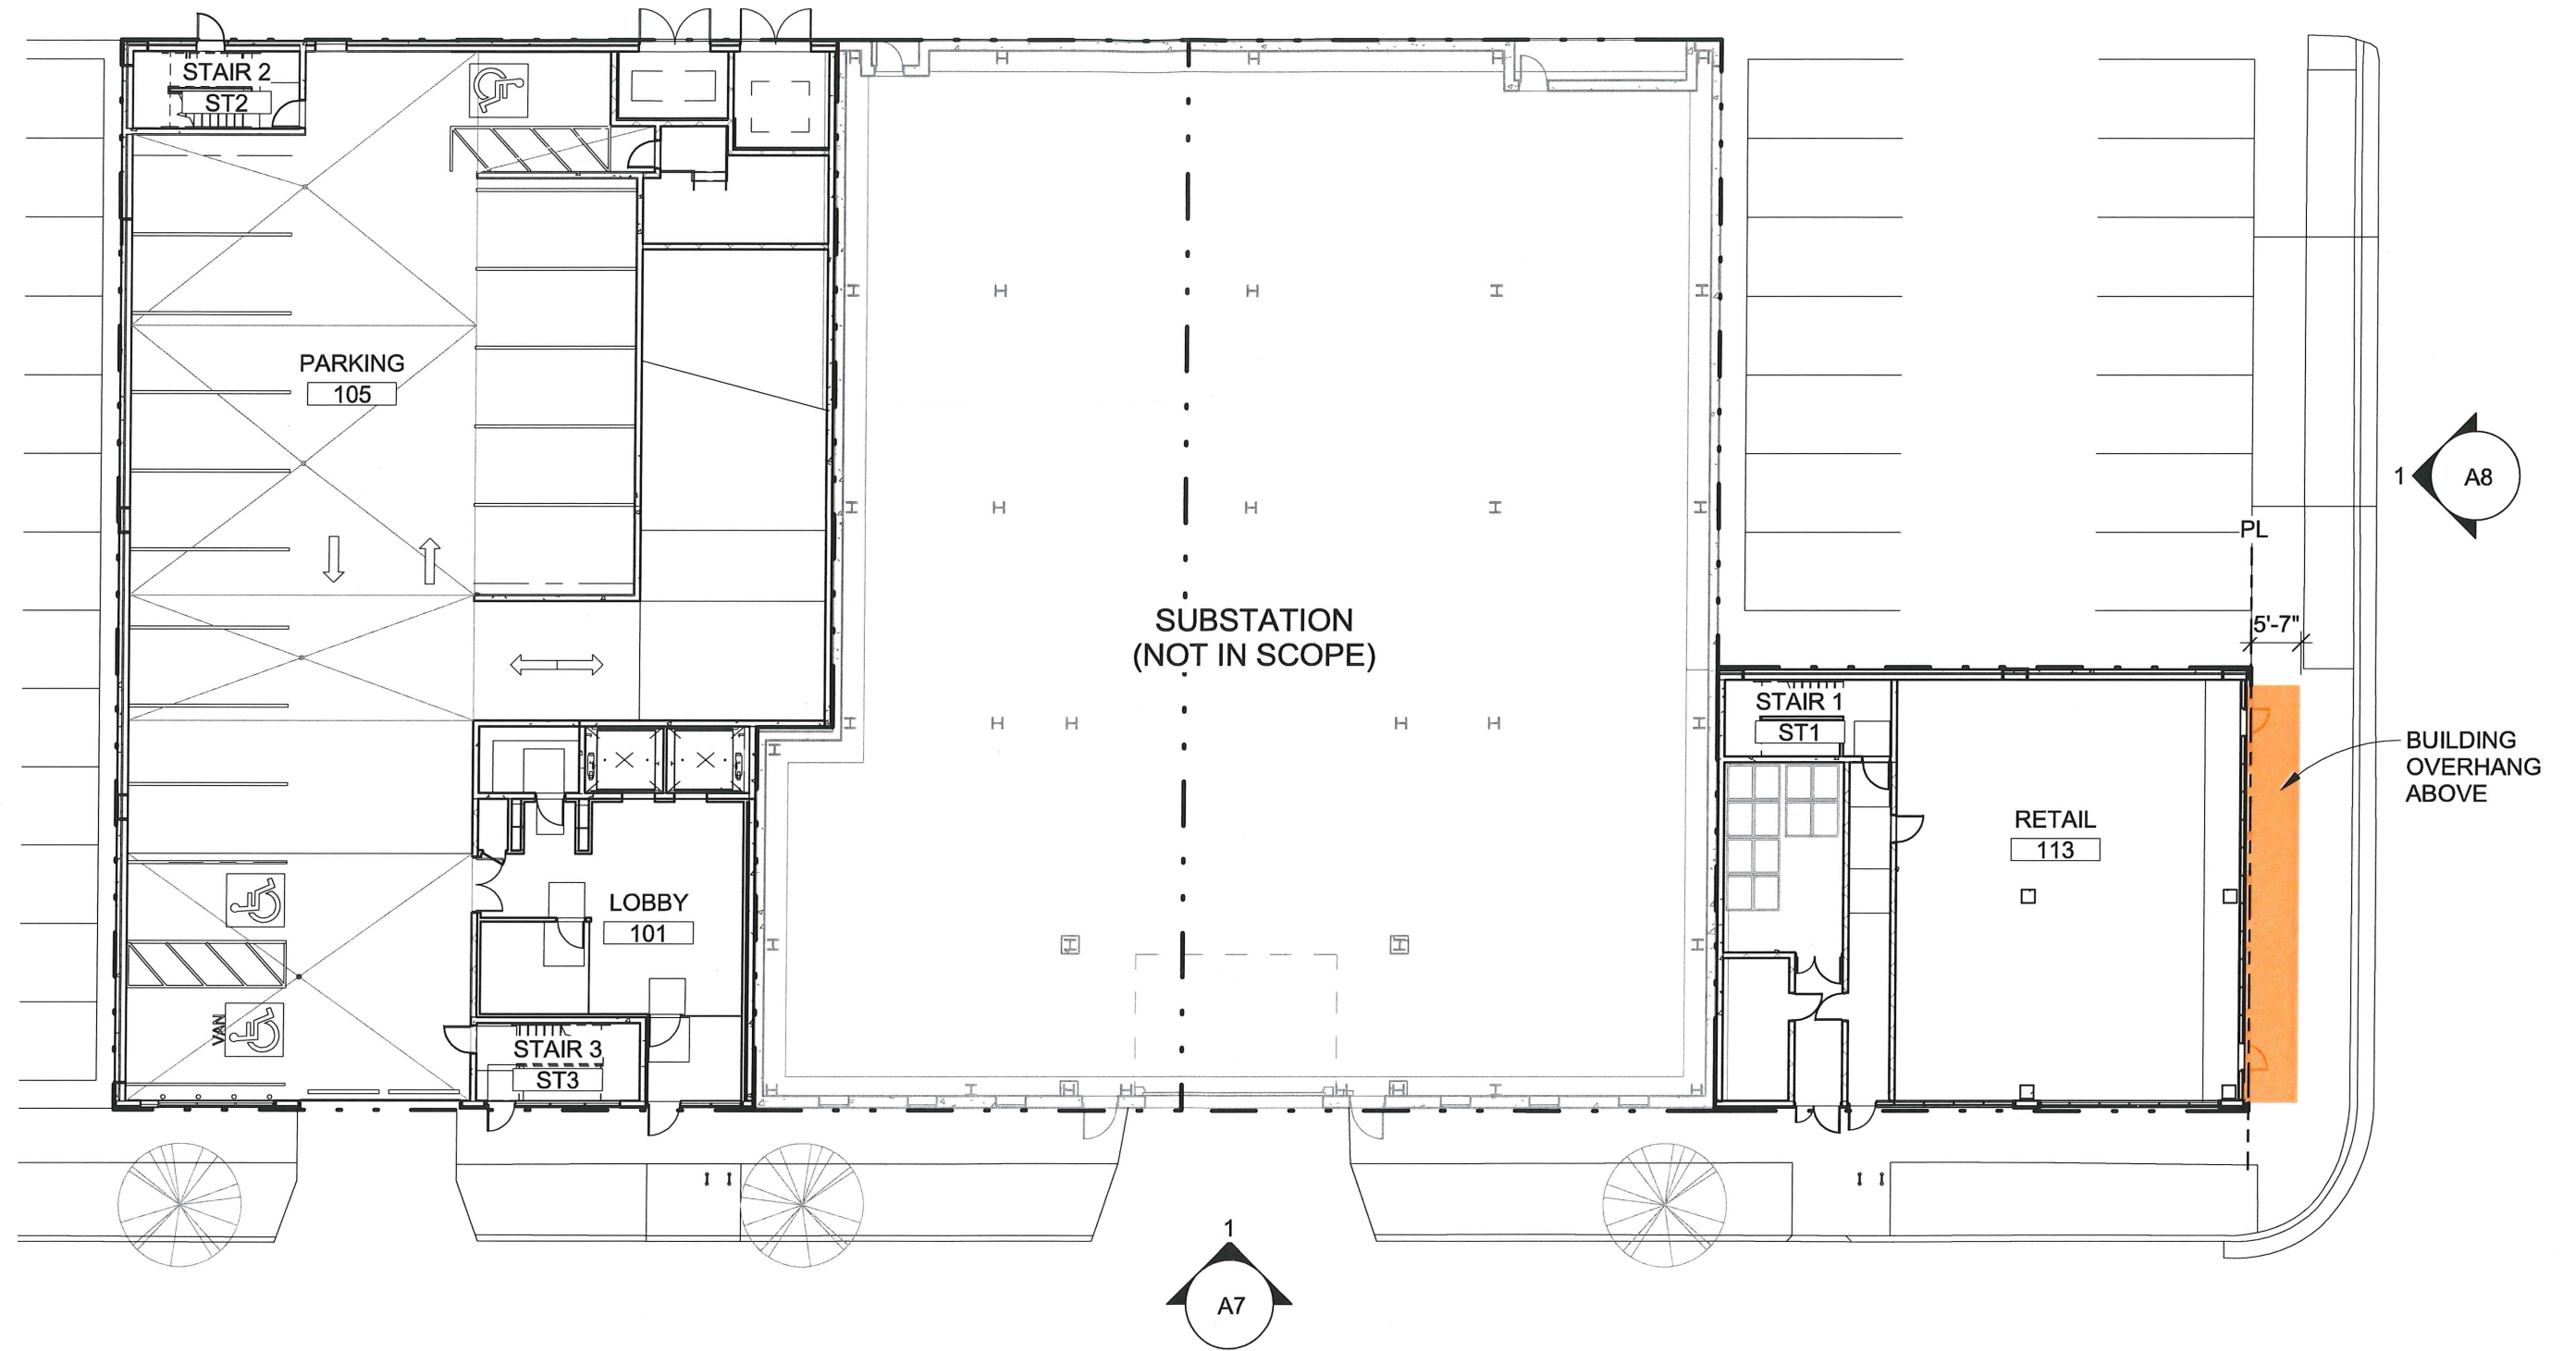 STAIR 2
ST2
PARKING
105
1
A8
PL
SUBSTATION
(NOT IN SCOPE)
5'-7"
STAIR 1
ST1
BUILDING
OVERHANG
ABOVE
RETAIL
113
LOBBY
101
VAN
STAIR 3
ST3
1
A7